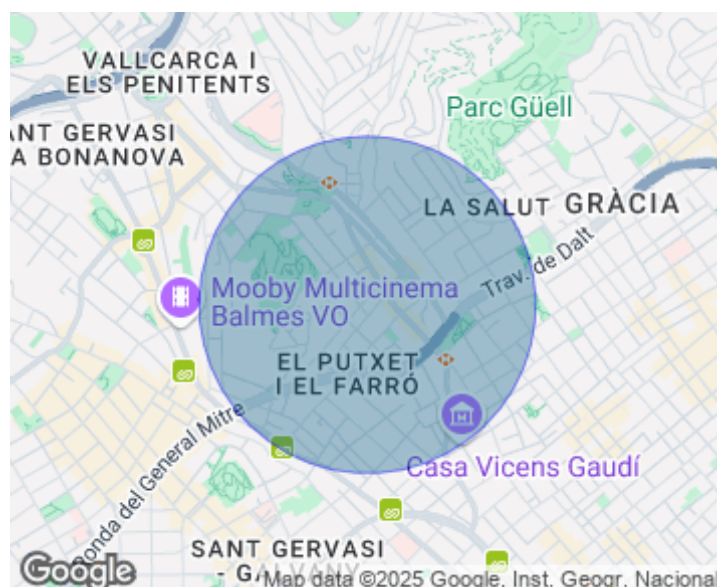 VALLCARCA I
ELS PENITENTS
Parc Güell
ANT GERVASI
A BONANOVA
LA SALUT
GRÀCIA
Trav. de Dalt
Mooby Multicinema
Balmes VO
EL PUTXET
I EL FARRÓ
Ronda del General Mitre
Casa Vicens Gaudí
SANT GERVASI
- GALVANY
Google
Map data ©2025 Google, Inst. Geogr. Nacional